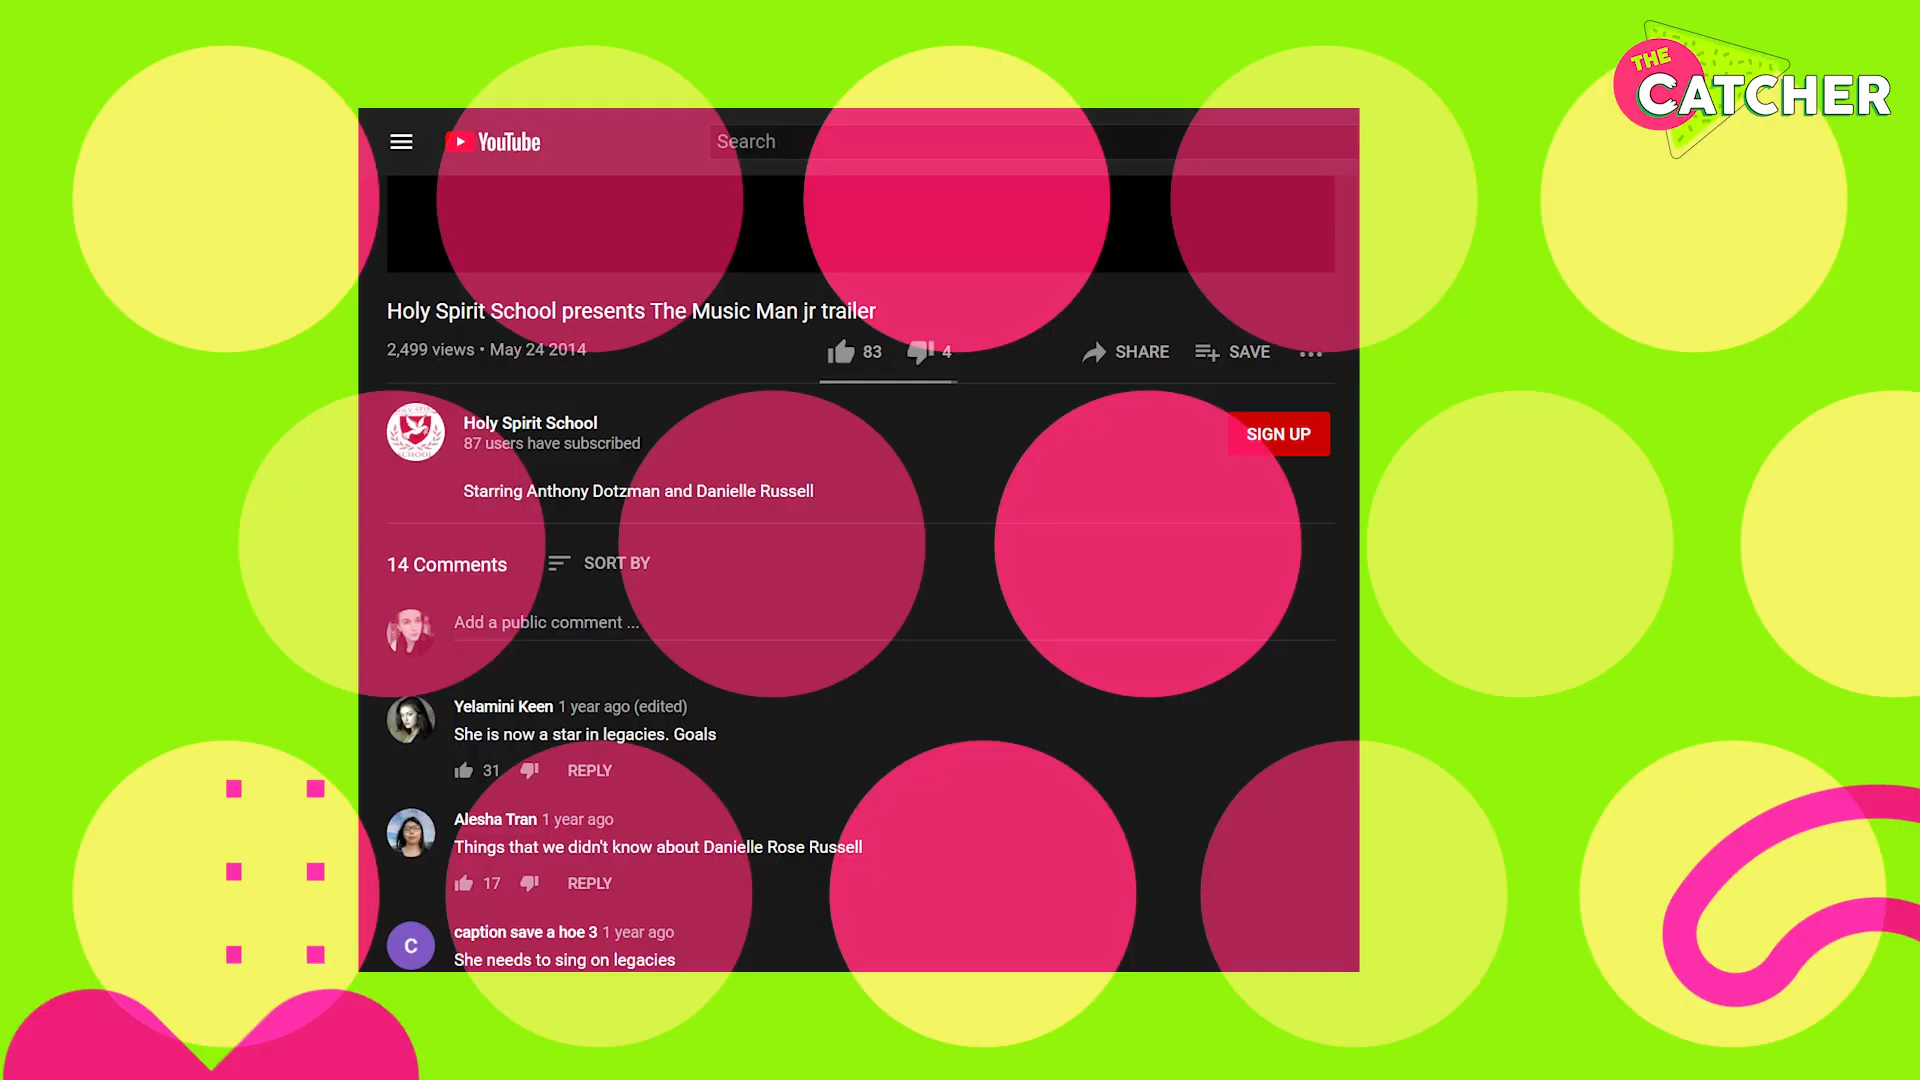 THE
CATCHER
YouTube
Search
Holy Spirit School presents The Music Man jr trailer
2,499 views • May 24 2014
83
4
SHARE
SAVE
Holy Spirit School
87 users have subscribed
SIGN UP
Starring Anthony Dotzman and Danielle Russell
14 Comments
SORT BY
Add a public comment ...
Yelamini Keen 1 year ago (edited)
She is now a star in legacies. Goals
31
REPLY
Alesha Tran 1 year ago
Things that we didn't know about Danielle Rose Russell
17
REPLY
C
caption save a hoe 3 1 year ago
She needs to sing on legacies